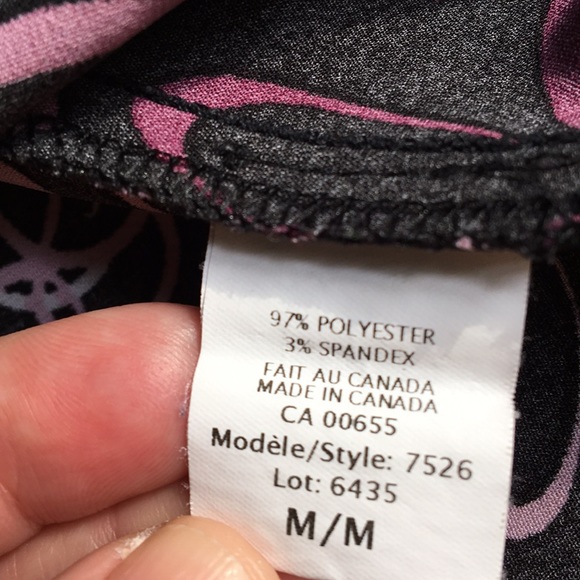 97% POLYESTER
3% SPANDEX
FAIT AU CANADA
MADE IN CANADA
CA 00655
Modèle/Style: 7526
Lot: 6435
M/M